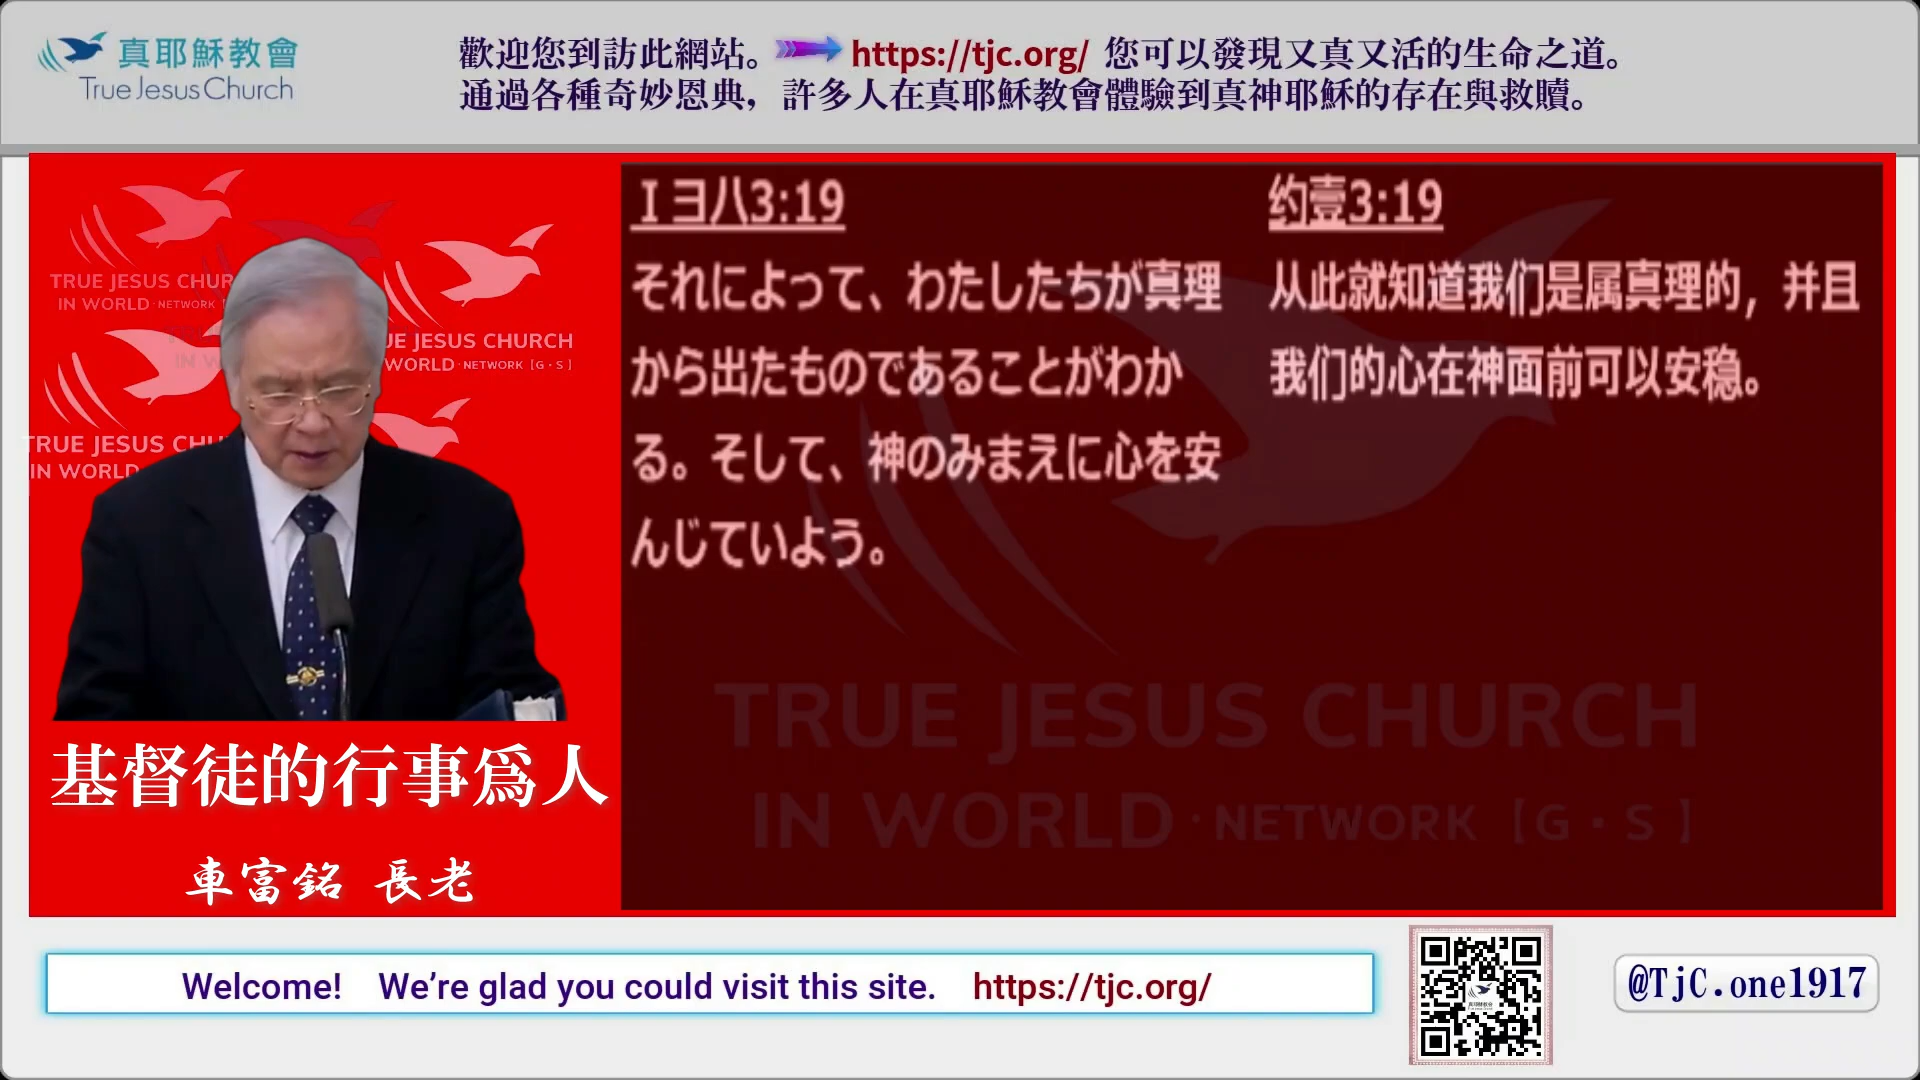 真耶穌教會
True Jesus Church
歡迎您到訪此網站。 https://tjc.org/ 您可以發現又真又活的生命之道。
通過各種奇妙恩典，許多人在真耶穌教會體驗到真神耶穌的存在與救贖。
TRUE JESUS CHUR
IN WORLD · NETWORK
UE JESUS CHURCH
WORLD · NETWORK [G · S]
TRUE JESUS CHU
IN WORLD
基督徒的行事為人
車富銘 長老
Ⅰヨハ3:19
それによって、わたしたちが真理
から出たものであることがわか
る。そして、神のみまえに心を安
んじていよう。
约壹3:19
从此就知道我们是属真理的，并且
我们的心在神面前可以安稳。
TRUE JESUS CHURCH
IN WORLD · NETWORK [G · S]
Welcome! We’re glad you could visit this site. https://tjc.org/
@TjC.one1917